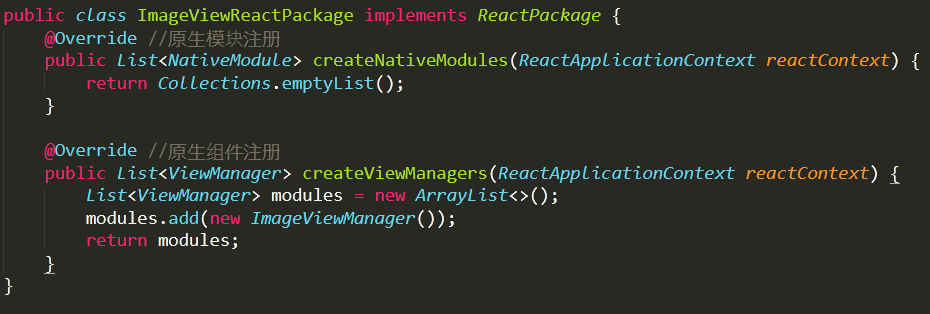 public class ImageViewReactPackage implements ReactPackage {
    @Override //原生模块注册
    public List<NativeModule> createNativeModules(ReactApplicationContext reactContext) {
        return Collections.emptyList();
    }

    @Override //原生组件注册
    public List<ViewManager> createViewManagers(ReactApplicationContext reactContext) {
        List<ViewManager> modules = new ArrayList<>();
        modules.add(new ImageViewManager());
        return modules;
    }
}